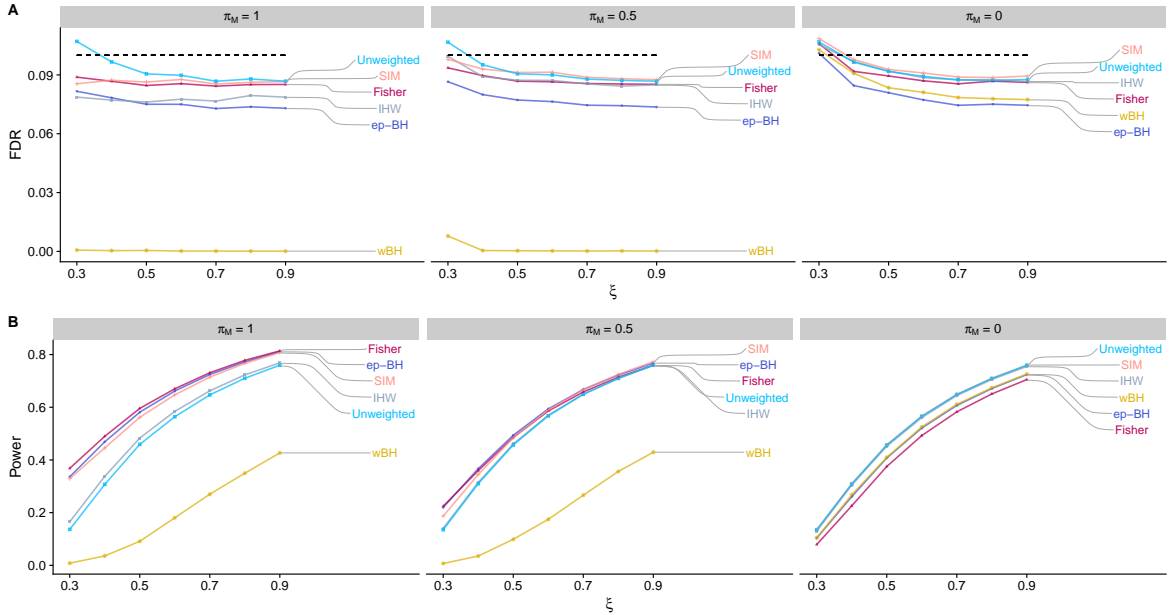 A
π_M = 1
π_M = 0.5
π_M = 0
FDR
0.09
0.06
0.03
0.00
Unweighted
SIM
Fisher
IHW
ep−BH
wBH
SIM
Unweighted
Fisher
IHW
ep−BH
wBH
SIM
Unweighted
IHW
Fisher
wBH
ep−BH
0.3 0.5 0.7 0.9
0.3 0.5 0.7 0.9
0.3 0.5 0.7 0.9
ξ
B
π_M = 1
π_M = 0.5
π_M = 0
Power
0.8
0.6
0.4
0.2
0.0
Fisher
ep−BH
SIM
IHW
Unweighted
wBH
SIM
ep−BH
Fisher
Unweighted
IHW
wBH
Unweighted
SIM
IHW
wBH
ep−BH
Fisher
0.3 0.5 0.7 0.9
0.3 0.5 0.7 0.9
0.3 0.5 0.7 0.9
ξ